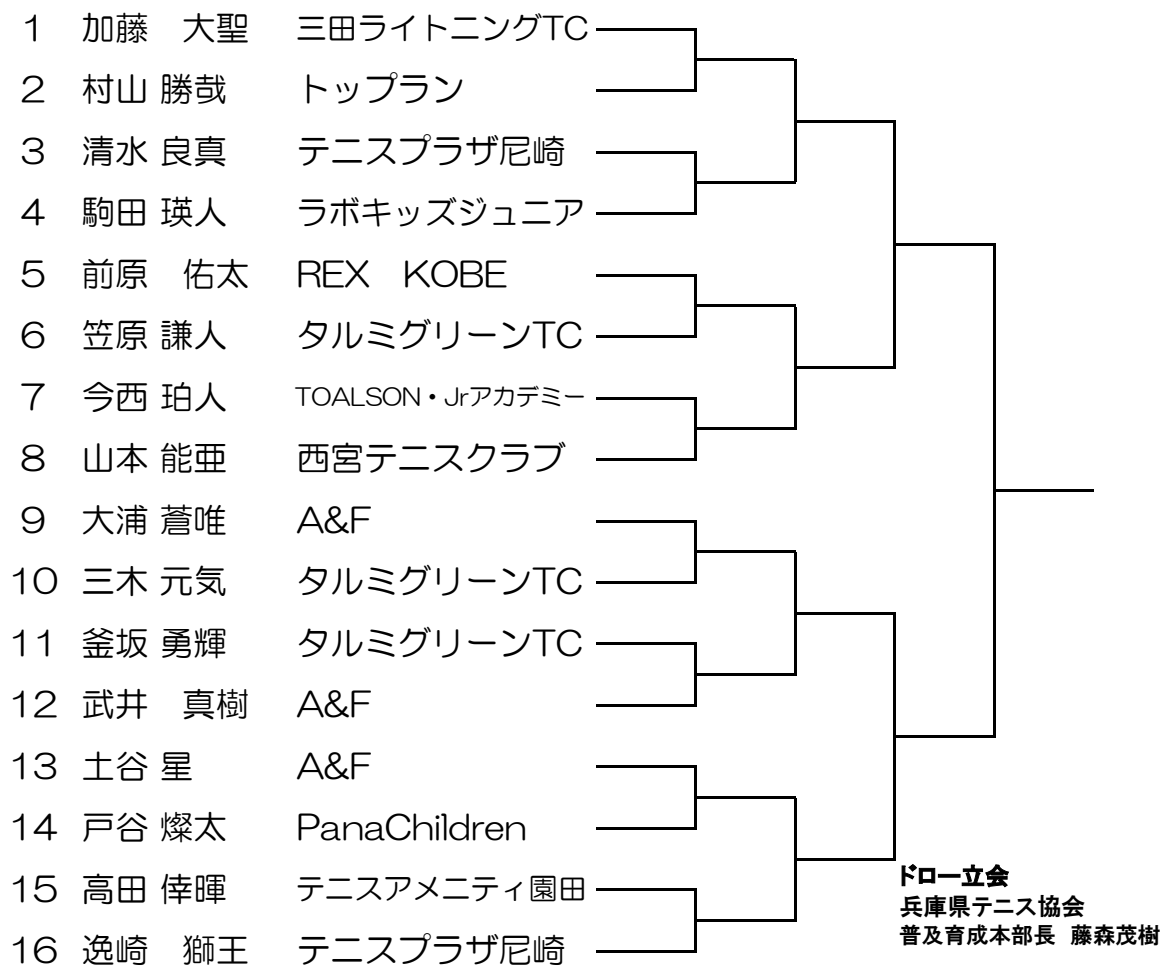 1 加藤　大聖 三田ライトニングTC
2 村山 勝哉 トップラン
3 清水 良真 テニスプラザ尼崎
4 駒田 瑛人 ラボキッズジュニア
5 前原　佑太 REX　KOBE
6 笠原 謙人 タルミグリーンTC
7 今西 珀人 TOALSON・Jrアカデミー
8 山本 能亜 西宮テニスクラブ
9 大浦 蒼唯 A&F
10 三木 元気 タルミグリーンTC
11 釜坂 勇輝 タルミグリーンTC
12 武井　真樹 A&F
13 土谷 星 A&F
14 戸谷 燦太 PanaChildren
15 高田 倖暉 テニスアメニティ園田
16 逸崎　獅王 テニスプラザ尼崎
ドロー立会
兵庫県テニス協会
普及育成本部長 藤森茂樹